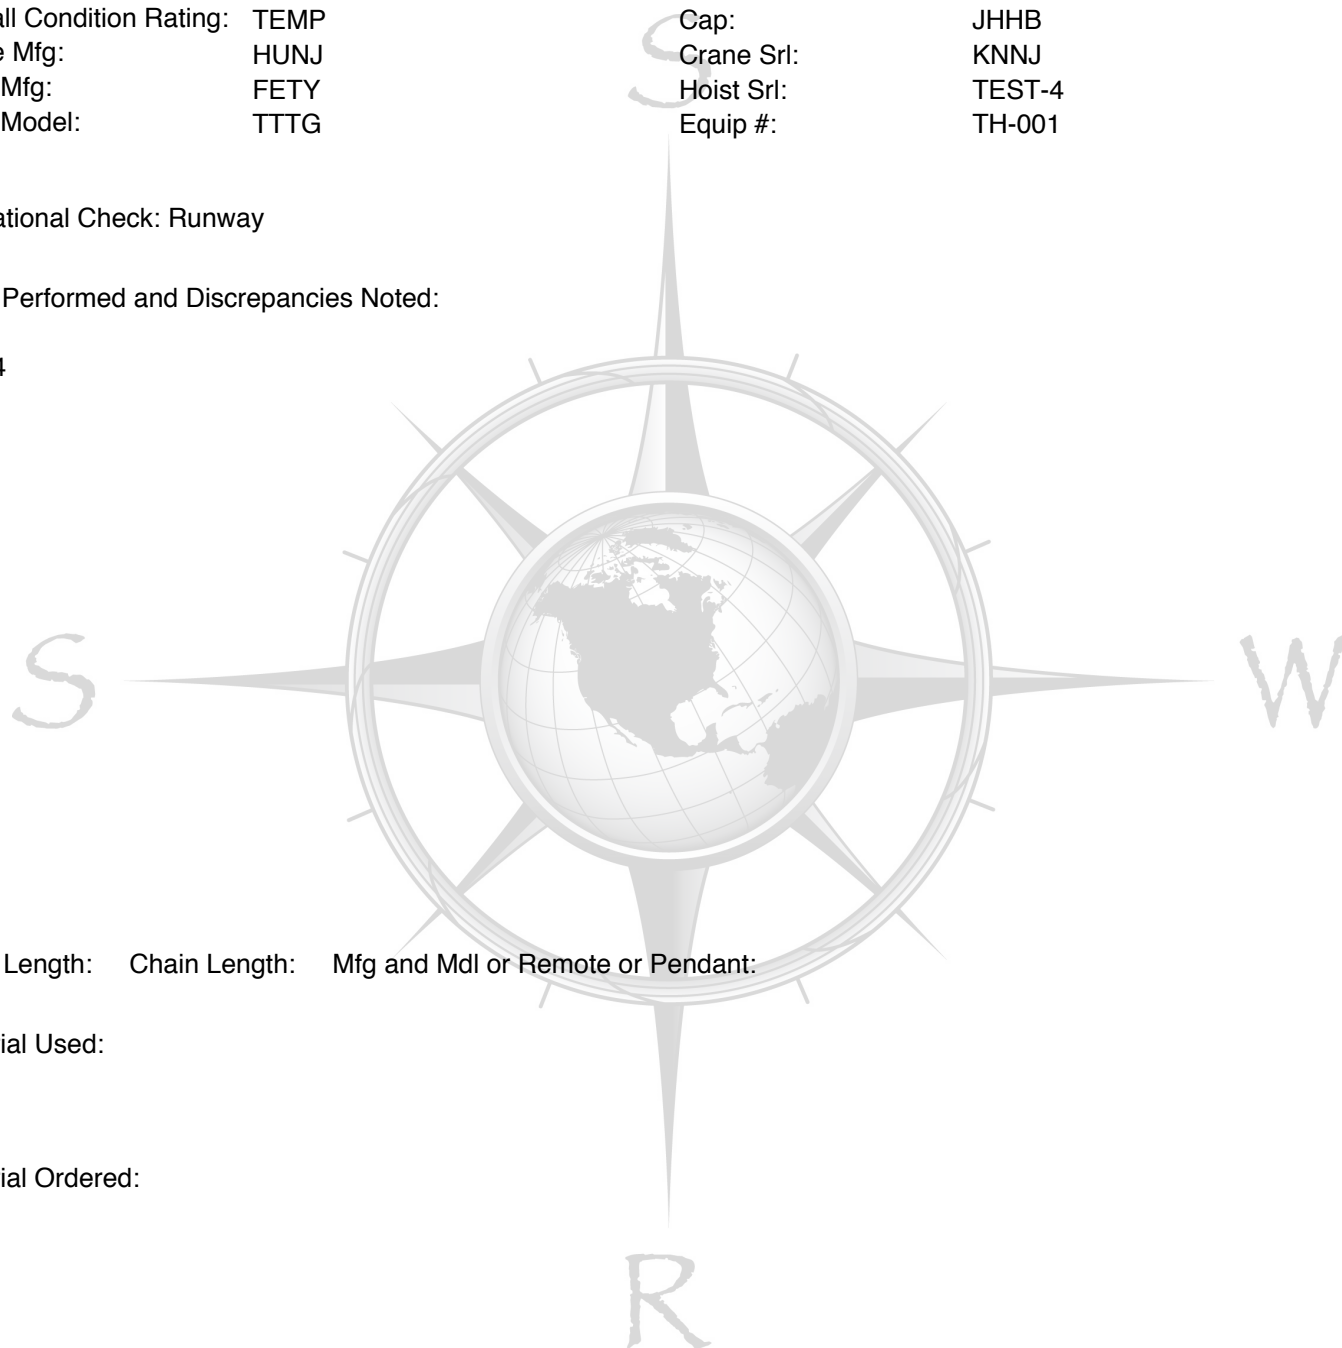 all Condition Rating: TEMP Cap: JHHB
e Mfg: HUNJ Crane Srl: KNNJ
Mfg: FETY Hoist Srl: TEST-4
Model: TTTG Equip #: TH-001
S
ational Check: Runway
Performed and Discrepancies Noted:
4
S W
Length: Chain Length: Mfg and Mdl or Remote or Pendant:
rial Used:
rial Ordered:
R